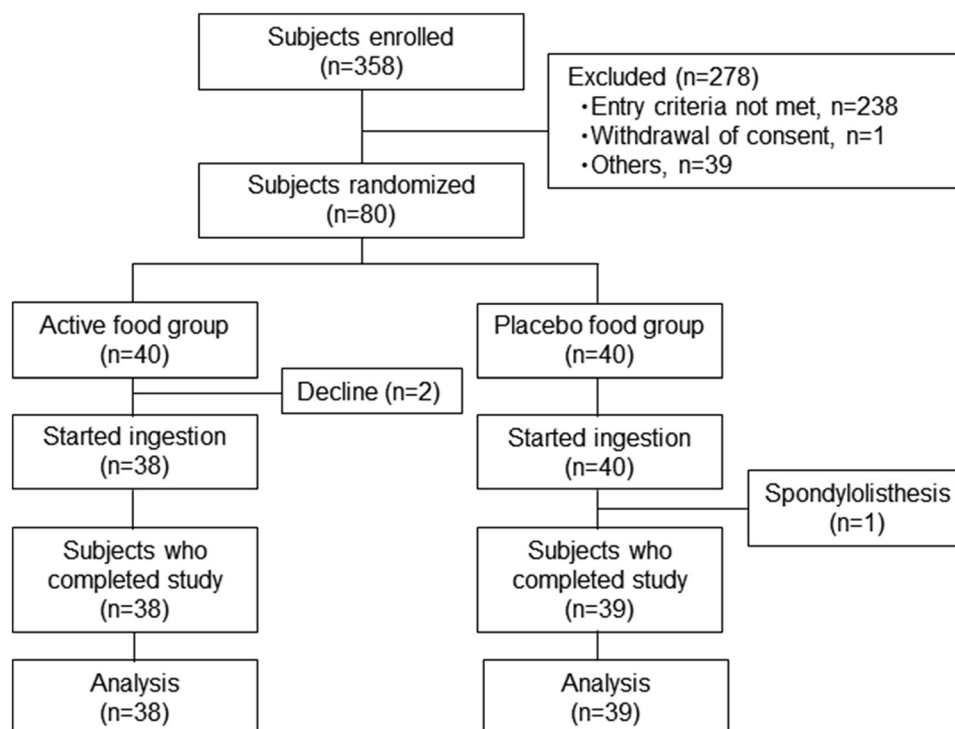 Subjects enrolled
(n=358)
Excluded (n=278)
・Entry criteria not met, n=238
・Withdrawal of consent, n=1
・Others, n=39
Subjects randomized
(n=80)
Active food group
(n=40)
Placebo food group
(n=40)
Decline (n=2)
Started ingestion
(n=38)
Started ingestion
(n=40)
Spondylolisthesis
(n=1)
Subjects who
completed study
(n=38)
Subjects who
completed study
(n=39)
Analysis
(n=38)
Analysis
(n=39)